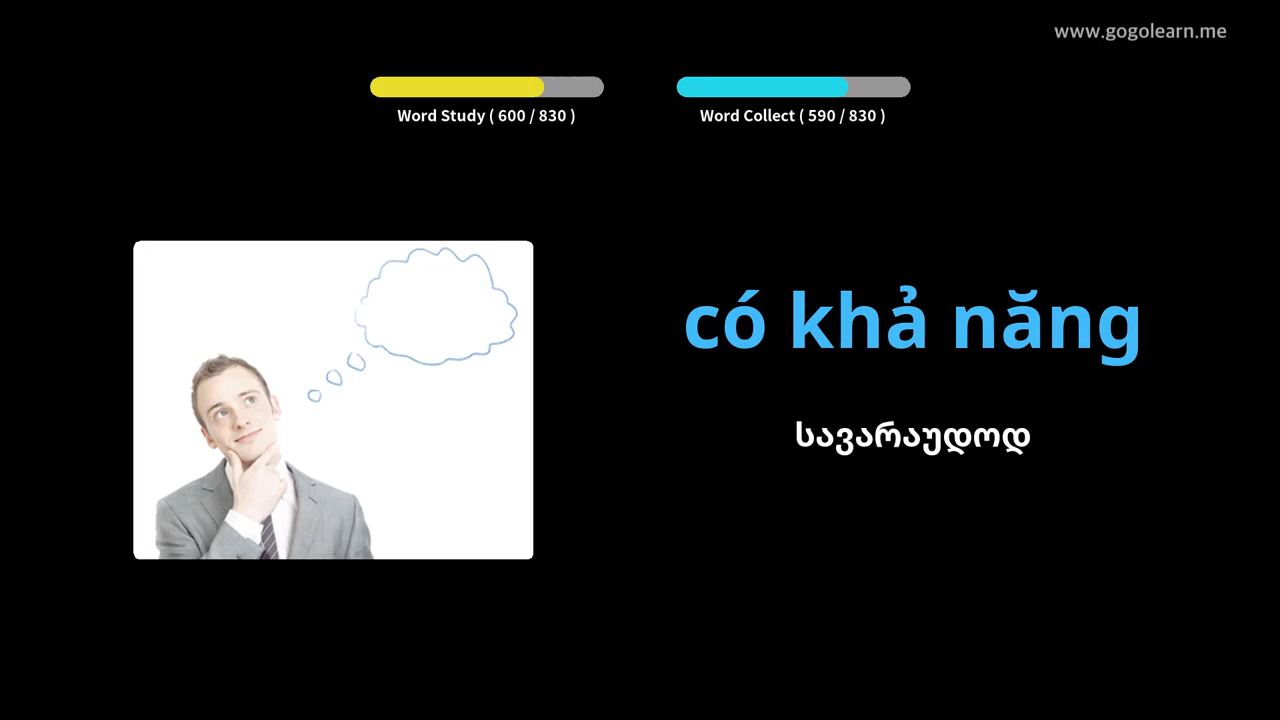 www.gogolearn.me
Word Study ( 600 / 830 )
Word Collect ( 590 / 830 )
có khả năng
სავარაუდოდ